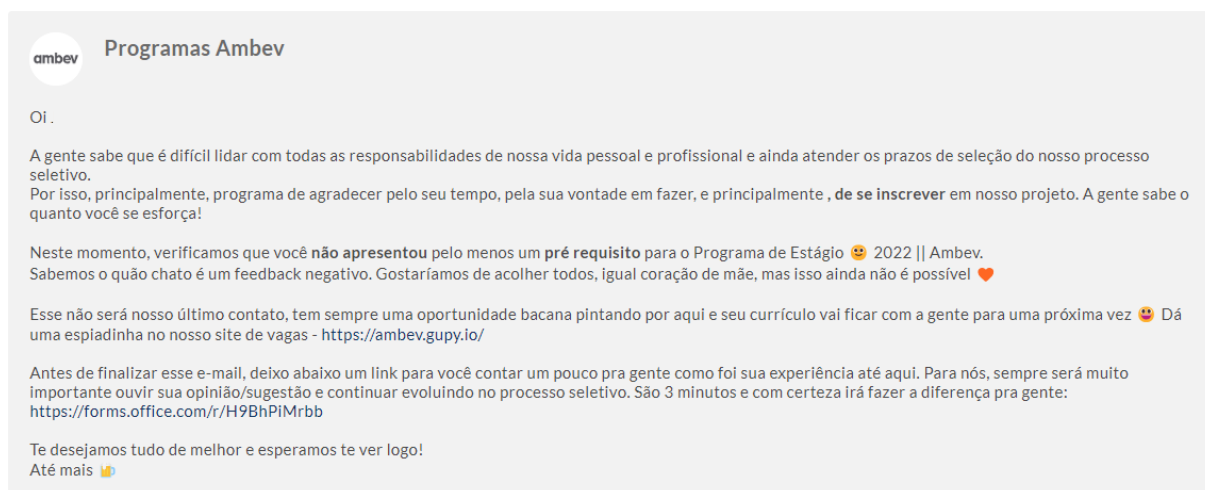 ambev
Programas Ambev
Oi .
A gente sabe que é difícil lidar com todas as responsabilidades de nossa vida pessoal e profissional e ainda atender os prazos de seleção do nosso processo
seletivo.
Por isso, principalmente, programa de agradecer pelo seu tempo, pela sua vontade em fazer, e principalmente , de se inscrever em nosso projeto. A gente sabe o
quanto você se esforça!
Neste momento, verificamos que você não apresentou pelo menos um pré requisito para o Programa de Estágio 🙂 2022 || Ambev.
Sabemos o quão chato é um feedback negativo. Gostaríamos de acolher todos, igual coração de mãe, mas isso ainda não é possível 🧡
Esse não será nosso último contato, tem sempre uma oportunidade bacana pintando por aqui e seu currículo vai ficar com a gente para uma próxima vez 😃 Dá
uma espiadinha no nosso site de vagas - https://ambev.gupy.io/
Antes de finalizar esse e-mail, deixo abaixo um link para você contar um pouco pra gente como foi sua experiência até aqui. Para nós, sempre será muito
importante ouvir sua opinião/sugestão e continuar evoluindo no processo seletivo. São 3 minutos e com certeza irá fazer a diferença pra gente:
https://forms.office.com/r/H9BhPiMrbb
Te desejamos tudo de melhor e esperamos te ver logo!
Até mais 🍺